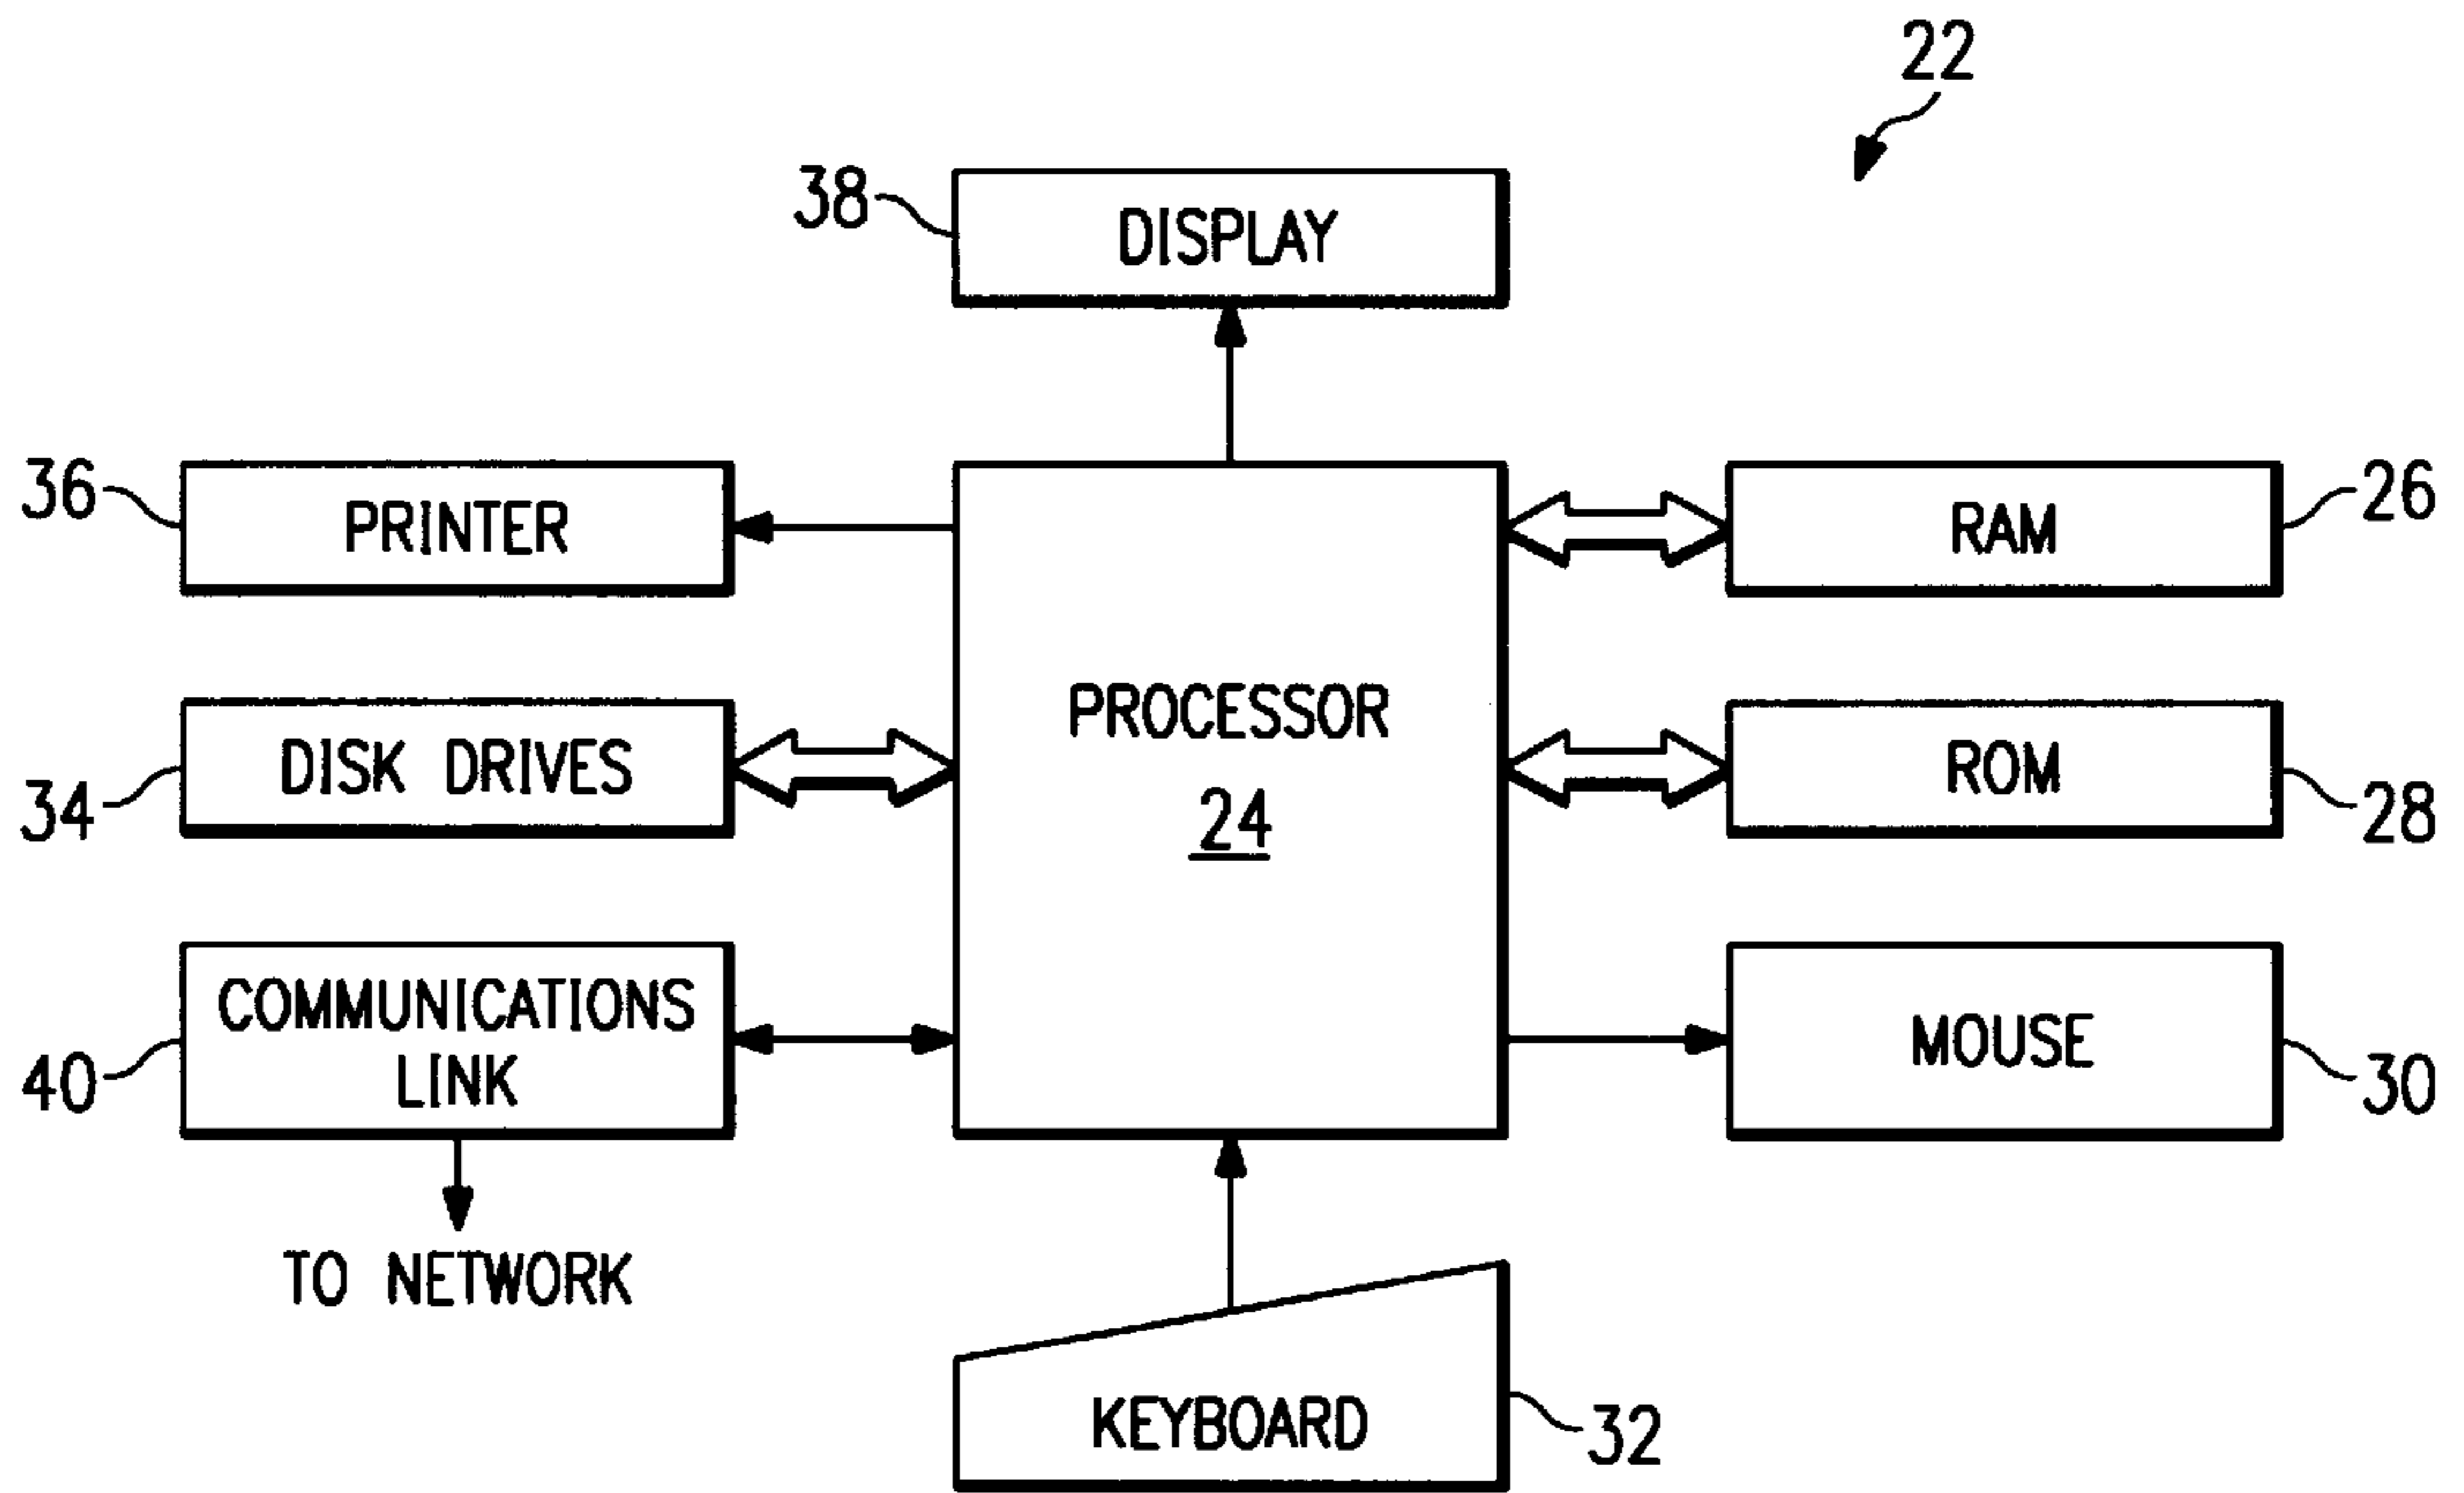 22
38
DISPLAY
36
PRINTER
RAM
26
PROCESSOR
24
DISK DRIVES
34
ROM
28
COMMUNICATIONS
LINK
40
MOUSE
30
TO NETWORK
KEYBOARD
32